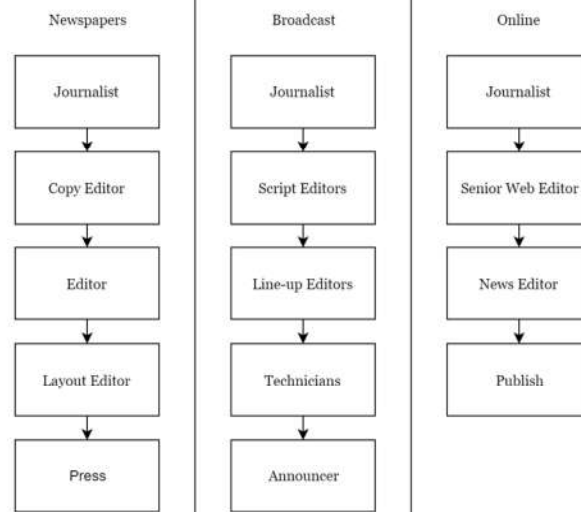 Newspapers
Journalist
Copy Editor
Editor
Layout Editor
Press
Broadcast
Journalist
Script Editors
Line-up Editors
Technicians
Announcer
Online
Journalist
Senior Web Editor
News Editor
Publish